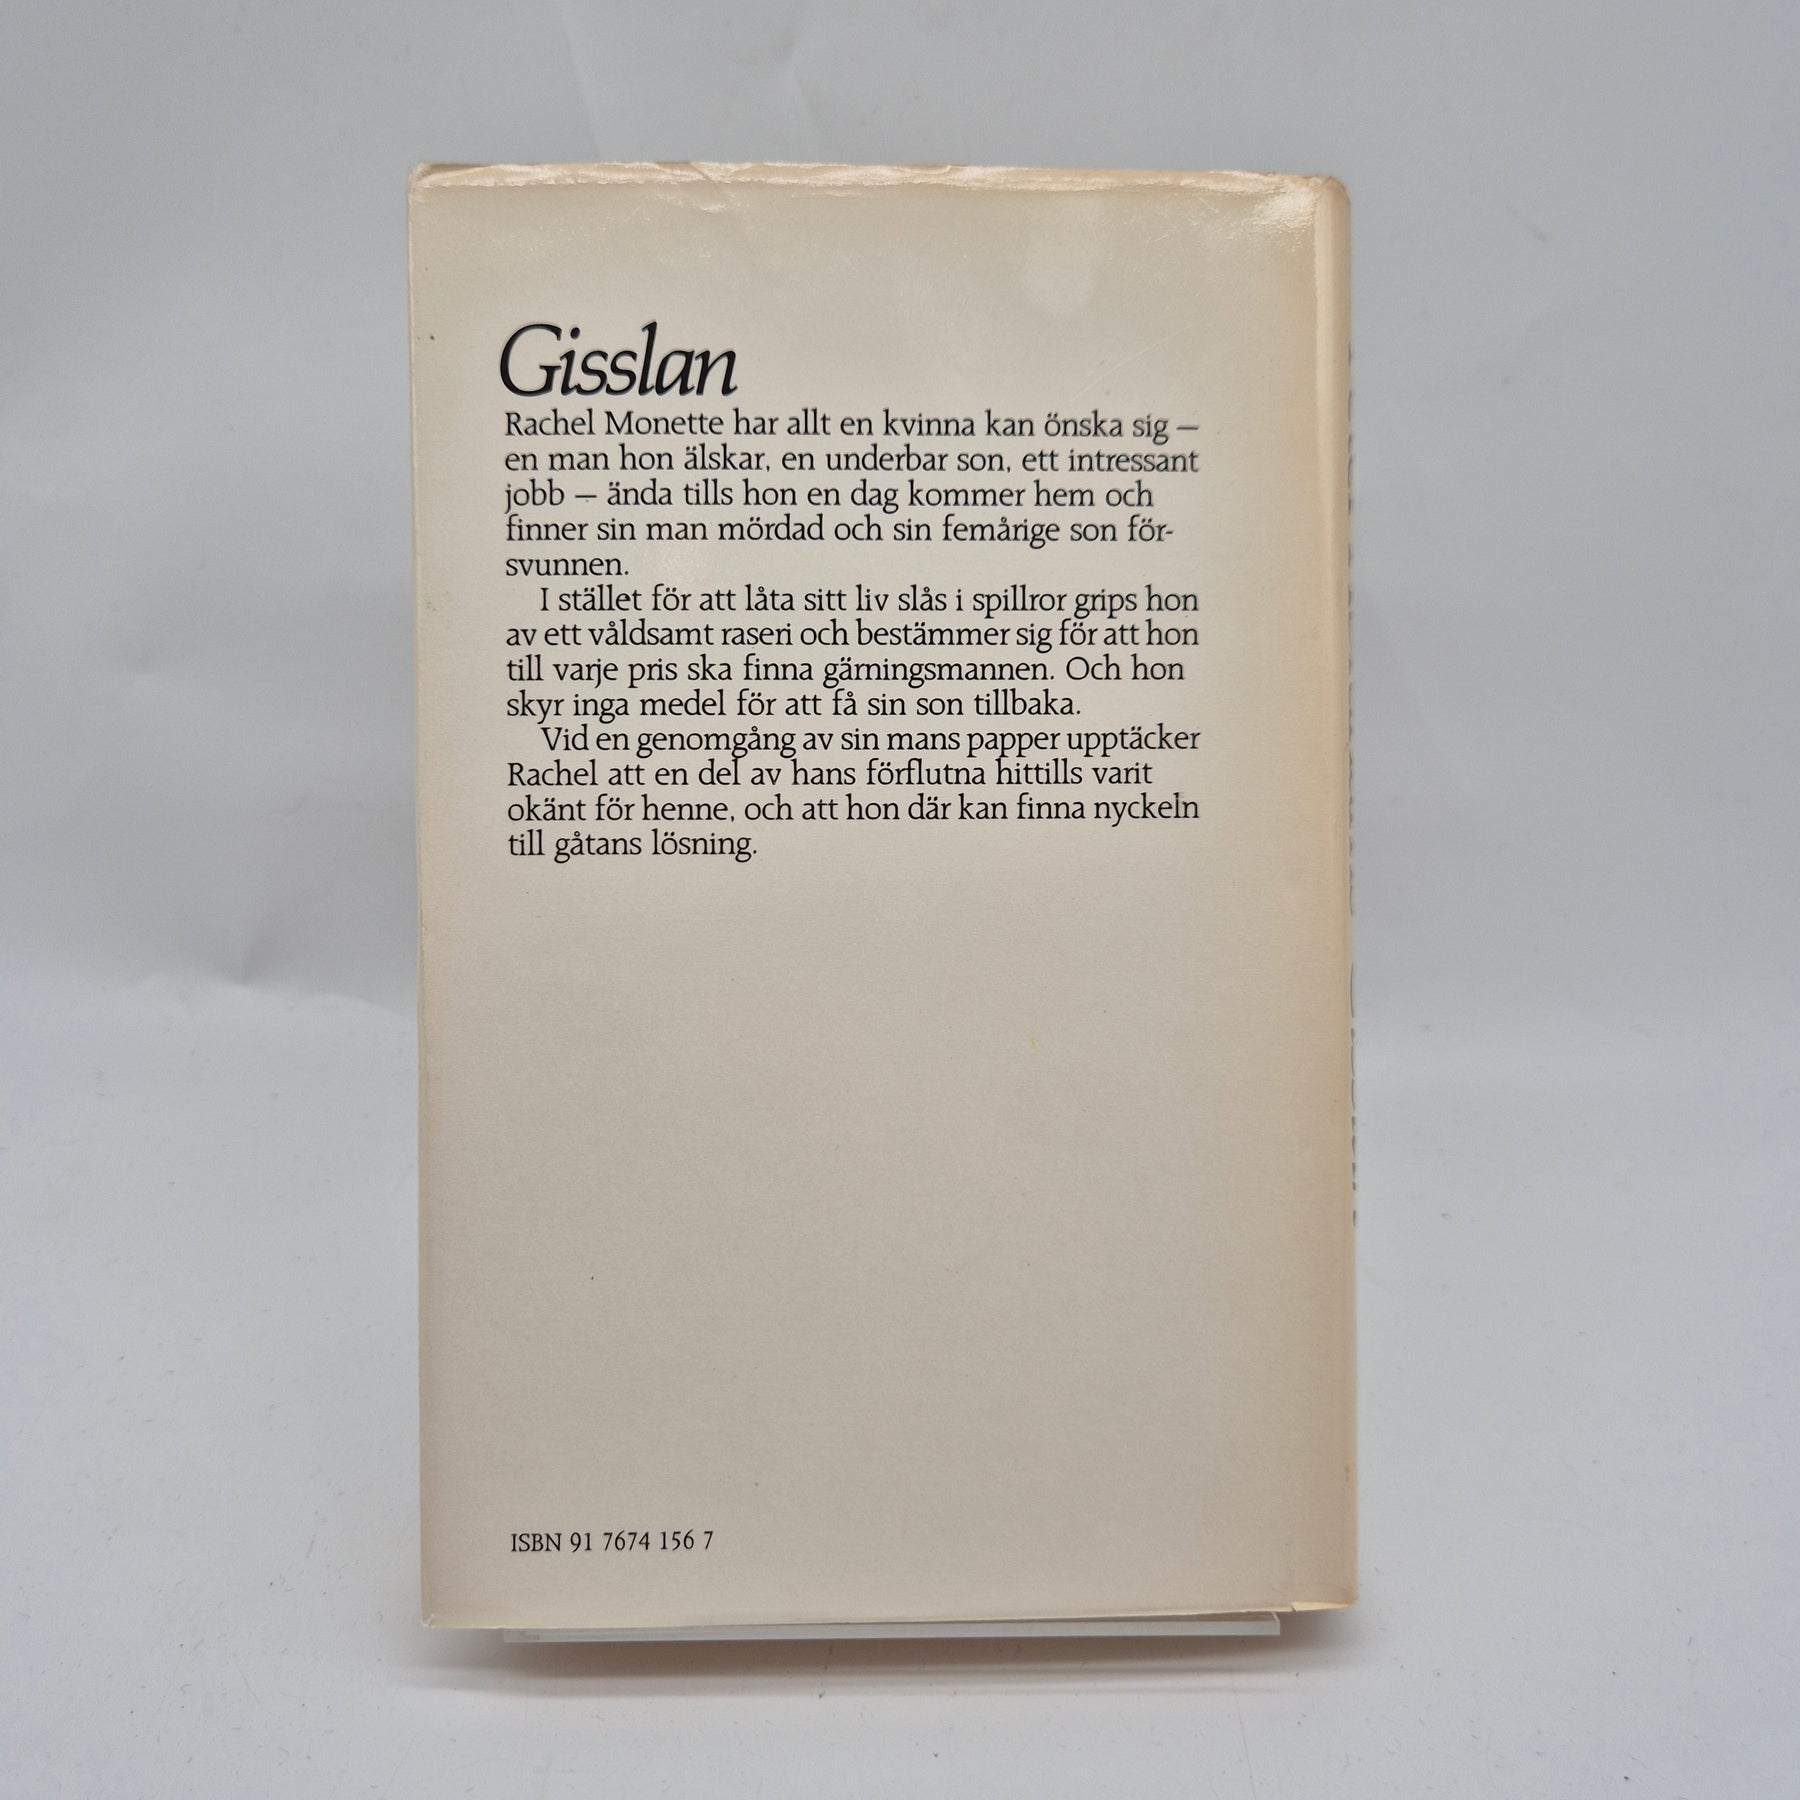 Gisslan
Rachel Monette har allt en kvinna kan önska sig –
en man hon älskar, en underbar son, ett intressant
jobb – ända tills hon en dag kommer hem och
finner sin man mördad och sin femårige son för-
svunnen.
I stället för att låta sitt liv slås i spillror grips hon
av ett våldsamt raseri och bestämmer sig för att hon
till varje pris ska finna gärningsmannen. Och hon
skyr inga medel för att få sin son tillbaka.
Vid en genomgång av sin mans papper upptäcker
Rachel att en del av hans förflutna hittills varit
okänt för henne, och att hon där kan finna nyckeln
till gåtans lösning.
ISBN 91 7674 156 7